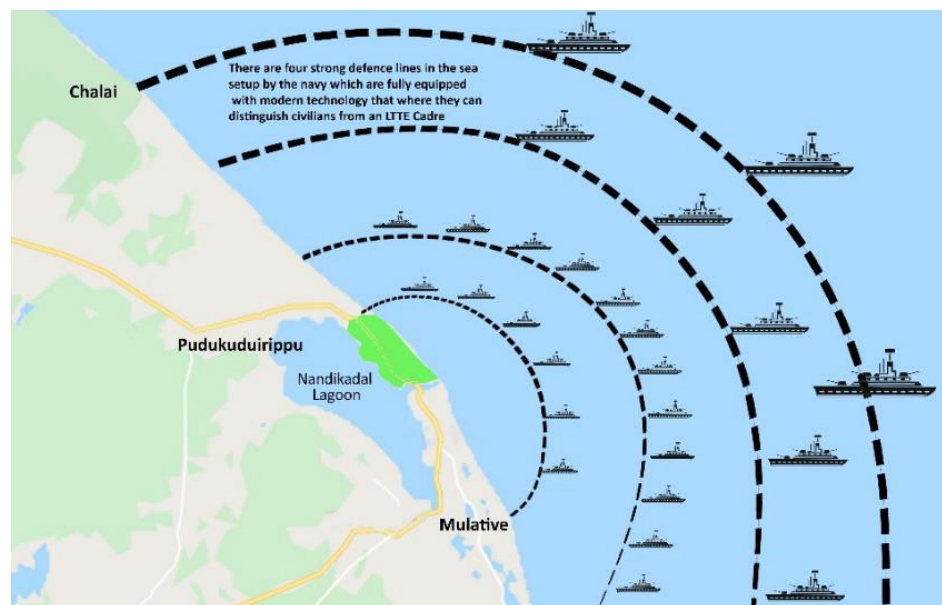 Chalai
There are four strong defence lines in the sea
setup by the navy which are fully equipped
with modern technology that where they can
distinguish civilians from an LTTE Cadre
Pudukuduirippu
Nandikadal
Lagoon
Mulative